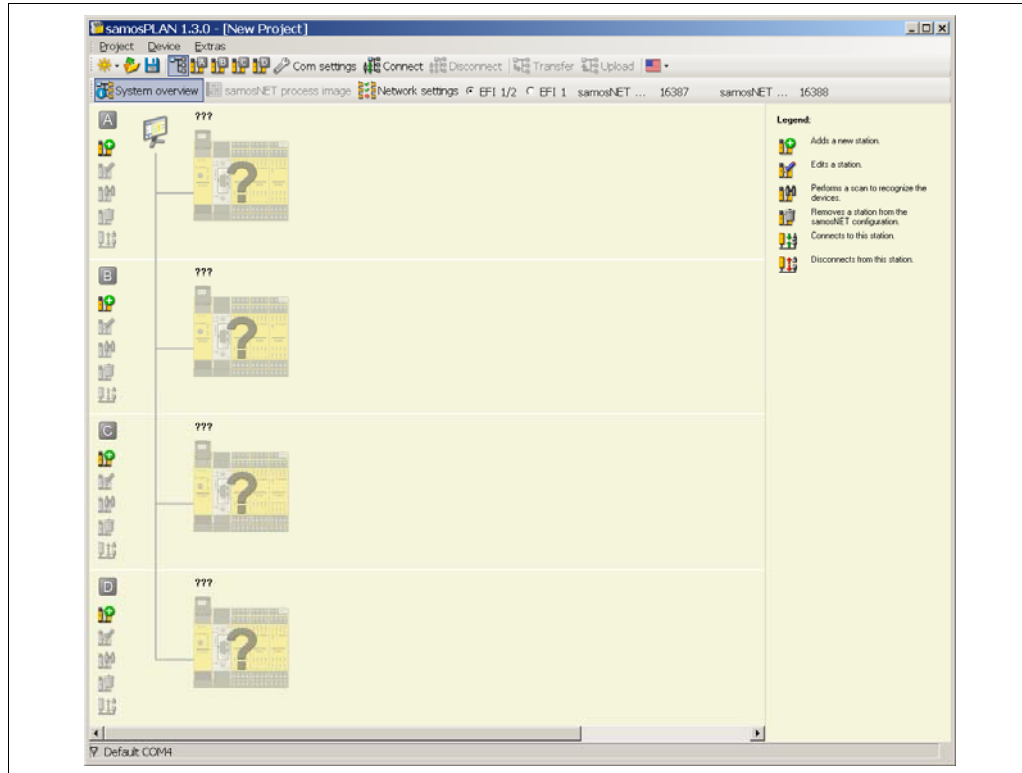 samosPLAN 1.3.0 - [New Project]
Project Device Extras
Com settings Connect Disconnect Transfer Upload
System overview samosNET process image Network settings EFI 1/2 EFI 1 samosNET ... 16387 samosNET ... 16388
A
???
B
???
C
???
D
???
Legend:
Adds a new station.
Edits a station.
Performs a scan to recognize the
devices.
Removes a station from the
samosNET configuration.
Connects to this station.
Disconnects from this station.
Default COM4